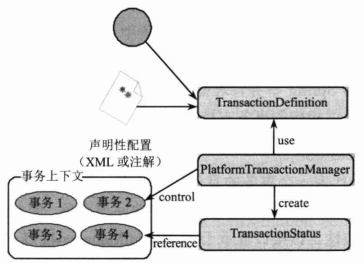 **
TransactionDefinition
声明性配置
（XML 或注解）
use
事务上下文
PlatformTransactionManager
事务 1
事务 2
control
create
事务 3
事务 4
reference
TransactionStatus